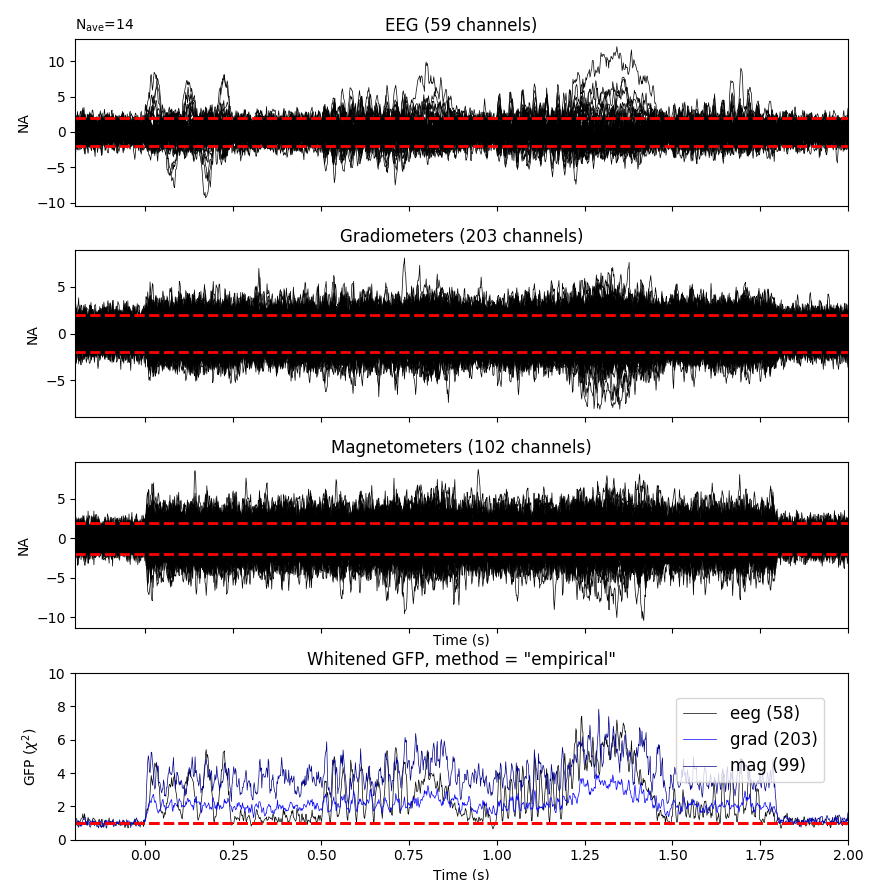 N_ave=14
EEG (59 channels)
10
5
0
−5
−10
NA
Gradiometers (203 channels)
5
0
−5
NA
Magnetometers (102 channels)
5
0
−5
−10
NA
Time (s)
Whitened GFP, method = "empirical"
10
8
6
4
2
0
GFP (χ²)
eeg (58)
grad (203)
mag (99)
0.00 0.25 0.50 0.75 1.00 1.25 1.50 1.75 2.00
Time (s)